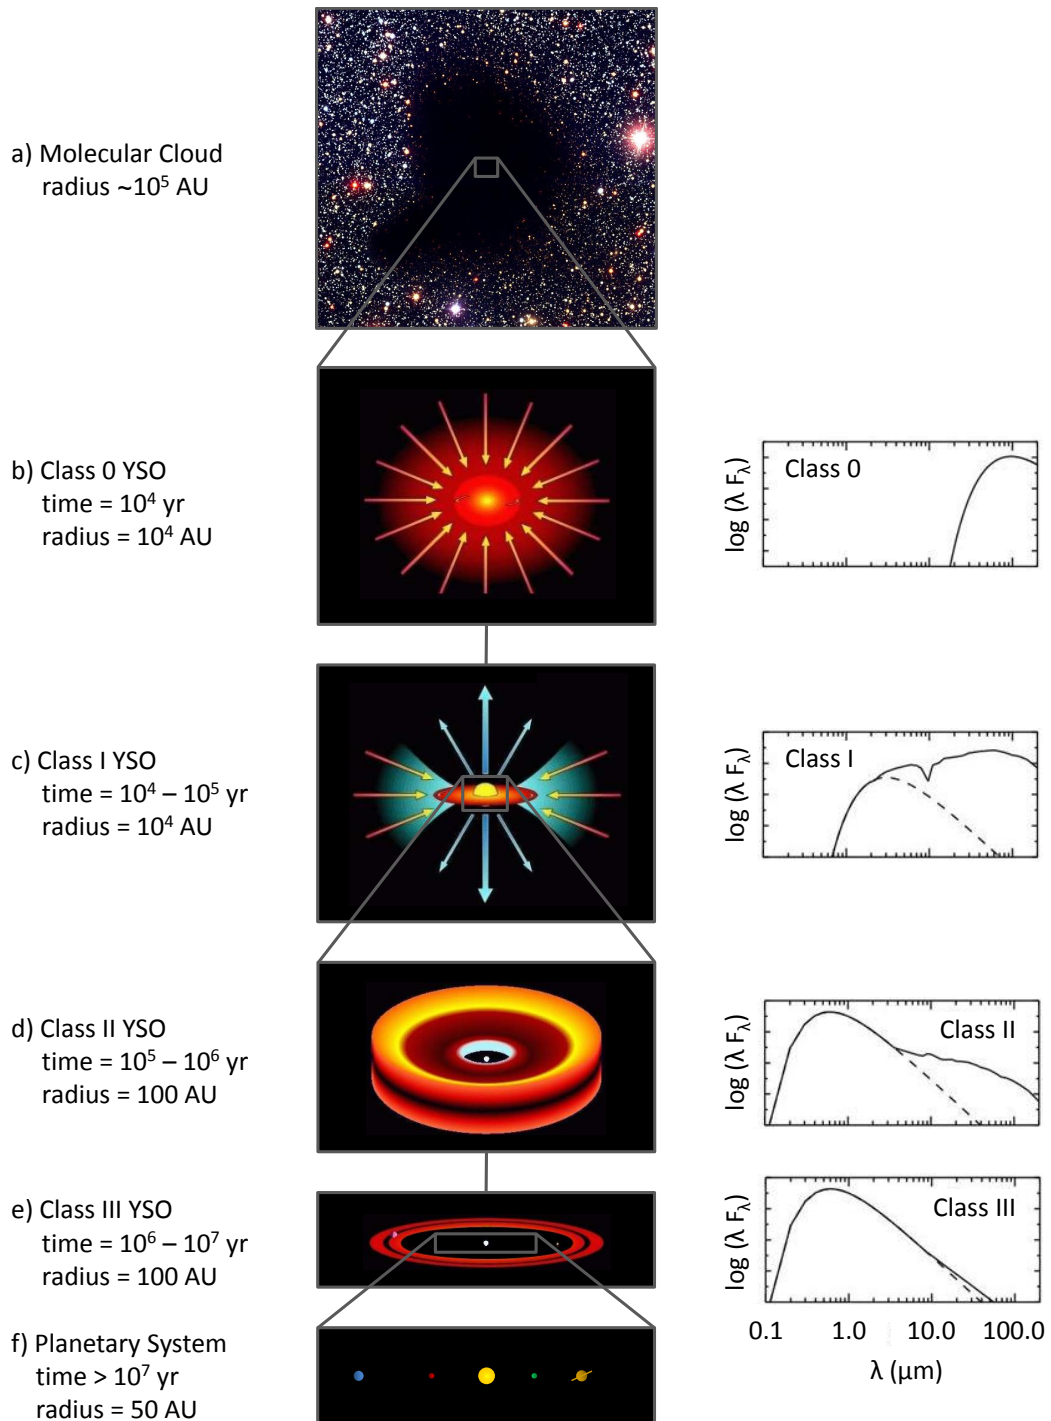 a) Molecular Cloud
radius ~10⁵ AU
b) Class 0 YSO
time = 10⁴ yr
radius = 10⁴ AU
log (λ F_λ)
Class 0
c) Class I YSO
time = 10⁴ – 10⁵ yr
radius = 10⁴ AU
log (λ F_λ)
Class I
d) Class II YSO
time = 10⁵ – 10⁶ yr
radius = 100 AU
log (λ F_λ)
Class II
e) Class III YSO
time = 10⁶ – 10⁷ yr
radius = 100 AU
log (λ F_λ)
Class III
0.1 1.0 10.0 100.0
λ (μm)
f) Planetary System
time > 10⁷ yr
radius = 50 AU